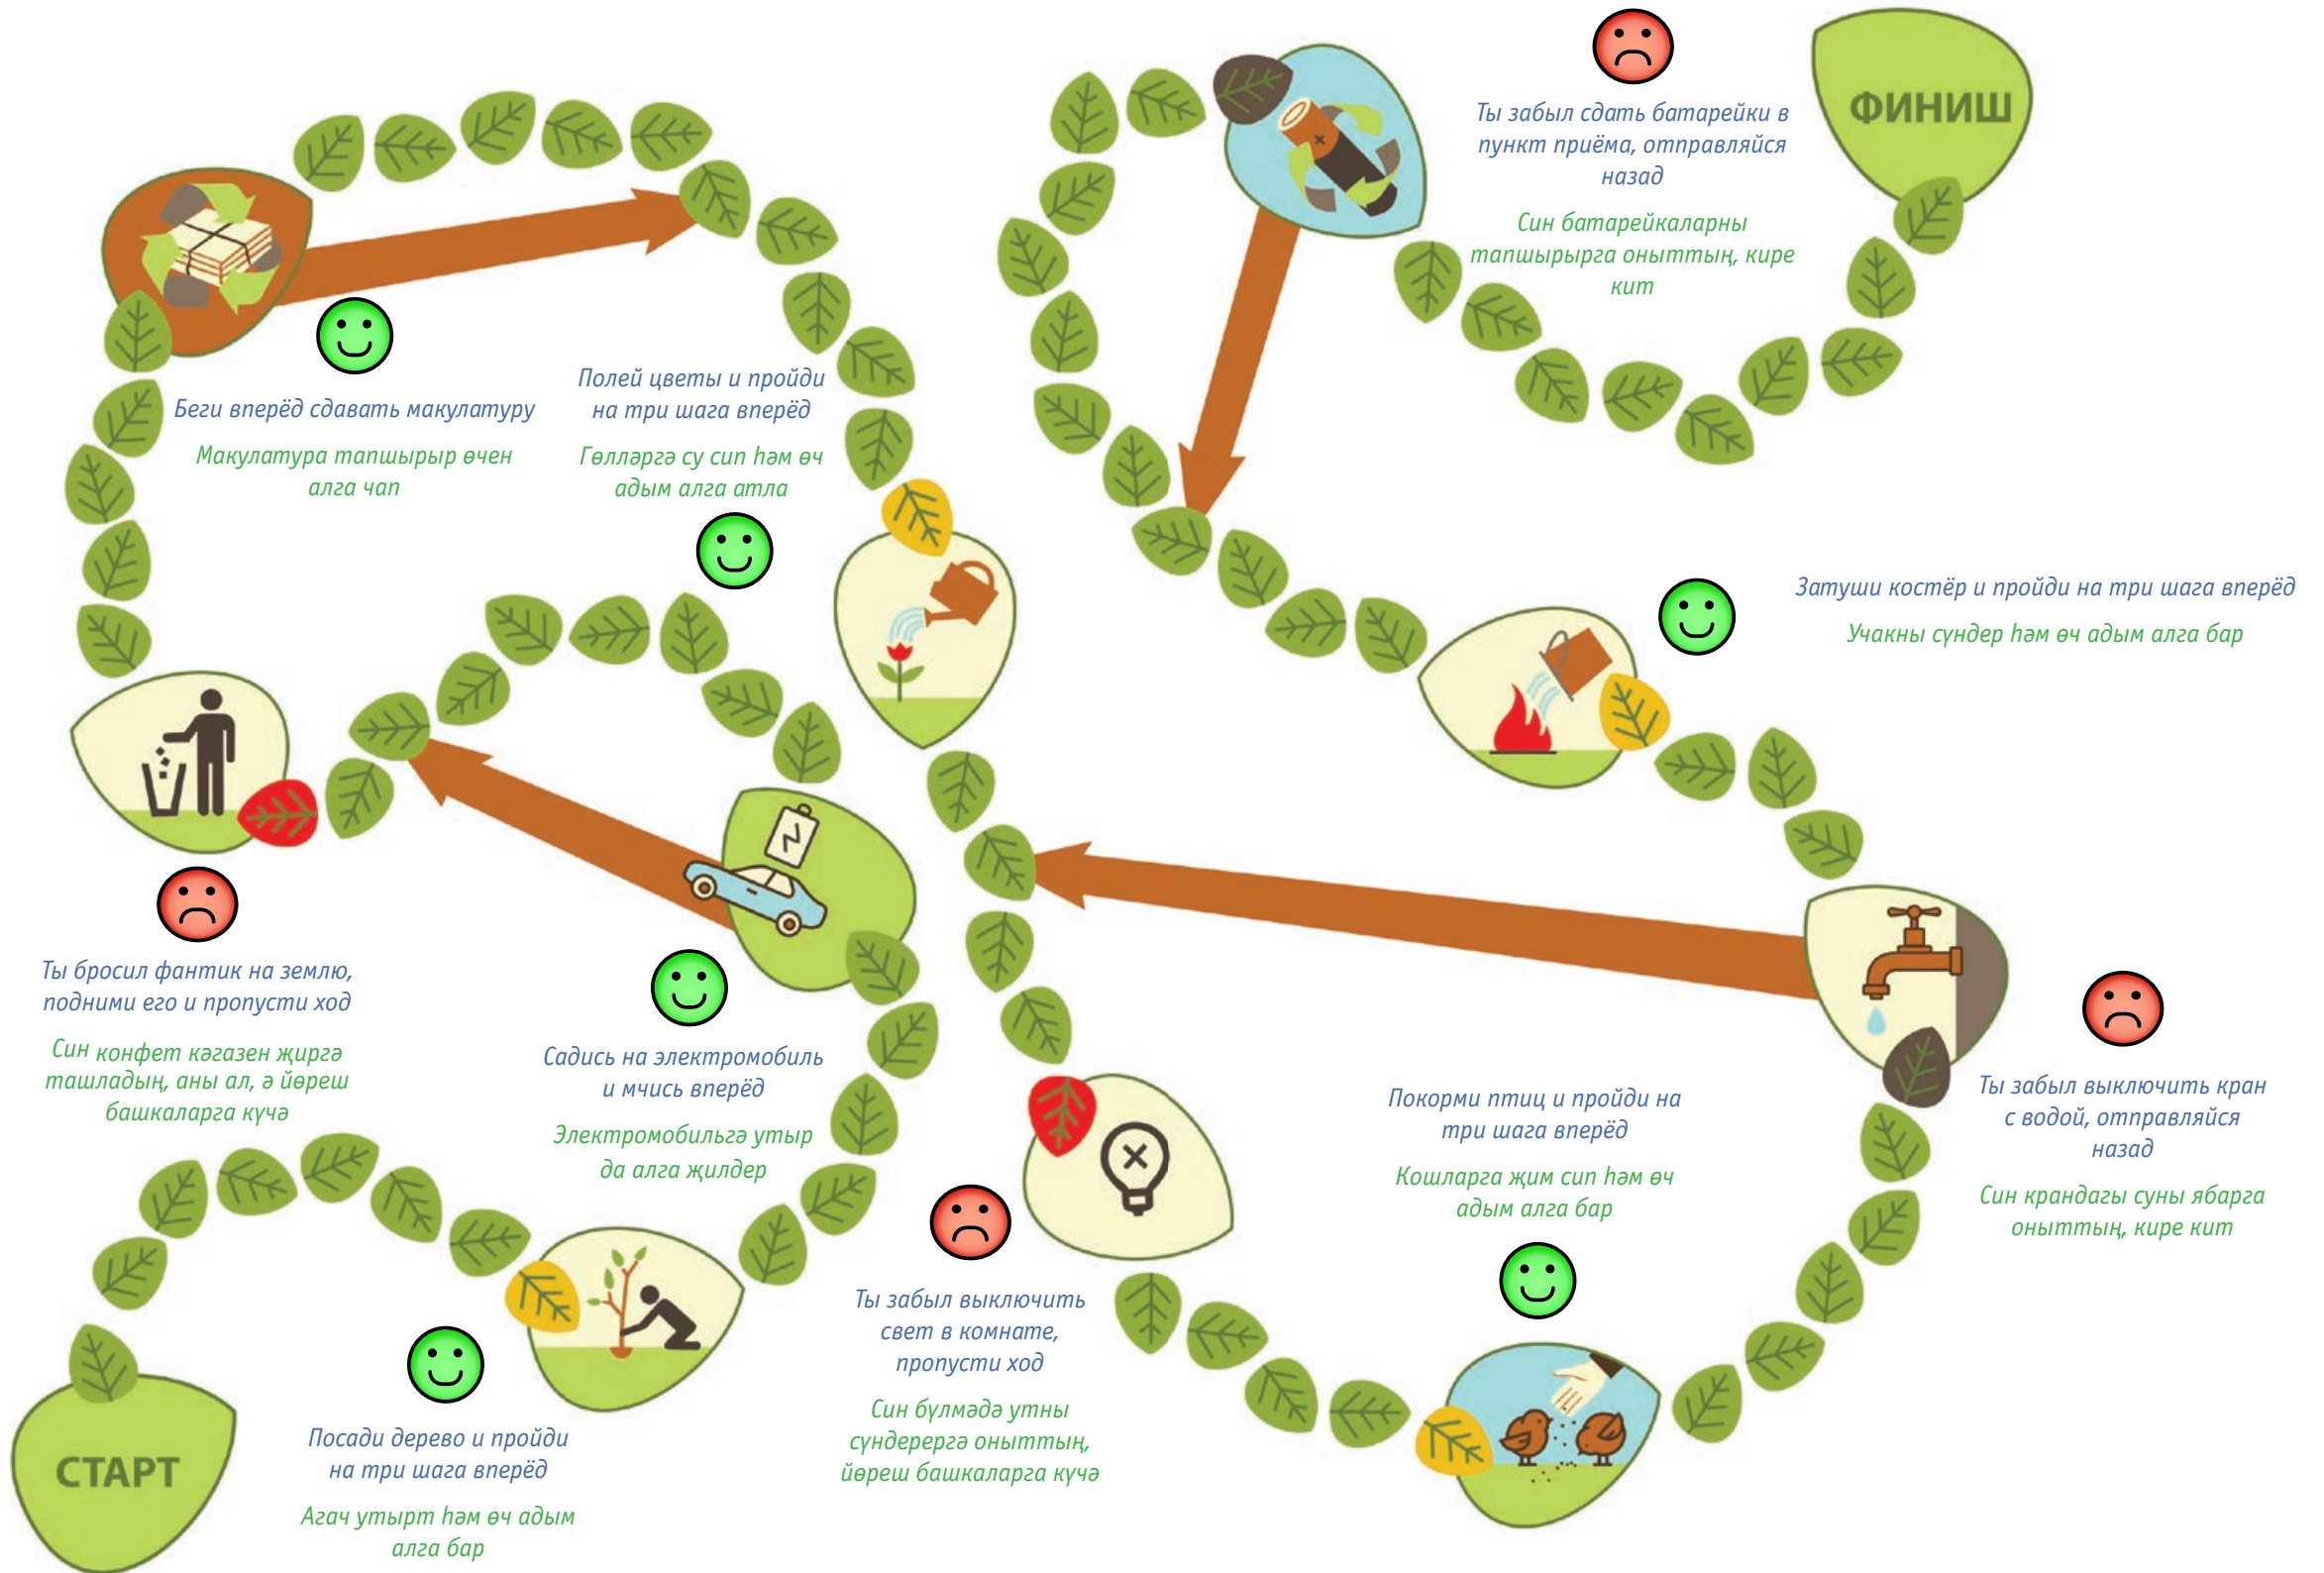 Ты забыл сдать батарейки в
пункт приёма, отправляйся
назад
Син батарейкаларны
тапшырырга оныттың, кире
кит
ФИНИШ
Беги вперёд сдавать макулатуру
Макулатура тапшырыр өчен
алга чап
Полей цветы и пройди
на три шага вперёд
Гөлләргә су сип һәм өч
адым алга атла
Затуши костёр и пройди на три шага вперёд
Учакны сүндер һәм өч адым алга бар
Ты бросил фантик на землю,
подними его и пропусти ход
Син конфет кәгазен җиргә
ташладың, аны ал, ә йөреш
башкаларга күчә
Садись на электромобиль
и мчись вперёд
Электромобильгә утыр
да алга җилдер
Покорми птиц и пройди на
три шага вперёд
Кошларга җим сип һәм өч
адым алга бар
Ты забыл выключить кран
с водой, отправляйся
назад
Син крандагы суны ябарга
оныттың, кире кит
Ты забыл выключить
свет в комнате,
пропусти ход
Син бүлмәдә утны
сүндерергә оныттың,
йөреш башкаларга күчә
СТАРТ
Посади дерево и пройди
на три шага вперёд
Агач утырт һәм өч адым
алга бар